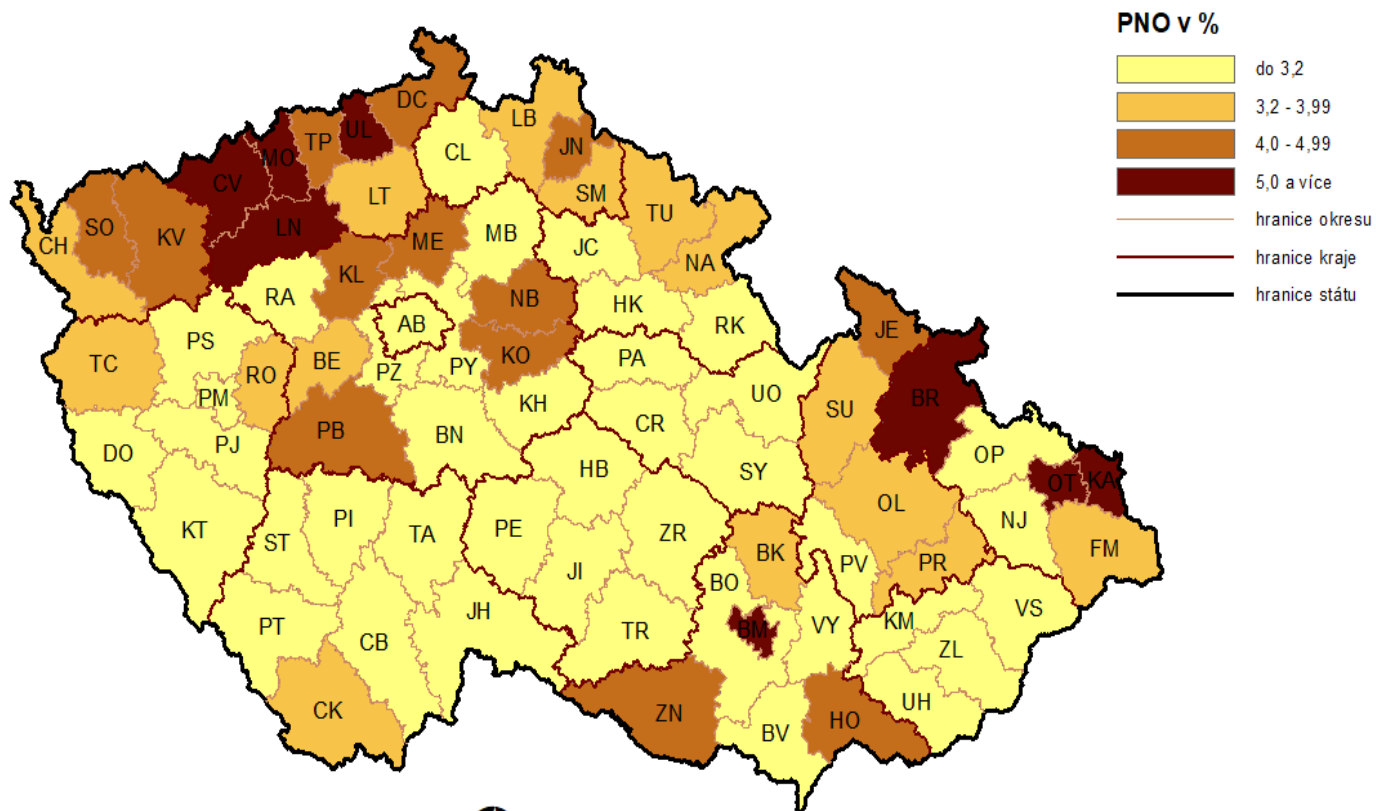 PNO v %
do 3,2
3,2 - 3,99
4,0 - 4,99
5,0 a více
hranice okresu
hranice kraje
hranice státu
DC
UL
TP
MO
CV
LT
LN
CL
LB
JN
SM
TU
SO
KV
CH
ME
MB
JC
NA
KL
RA
NB
HK
RK
AB
PS
TC
RO
BE
PZ
PY
KO
PA
JE
PM
KH
UO
BR
PB
BN
CR
SU
DO
PJ
HB
SY
OP
OT
KA
KT
ST
PI
TA
PE
ZR
OL
NJ
FM
BK
PV
PR
JI
BO
PT
CB
JH
TR
BM
VY
KM
VS
ZL
CK
ZN
BV
HO
UH